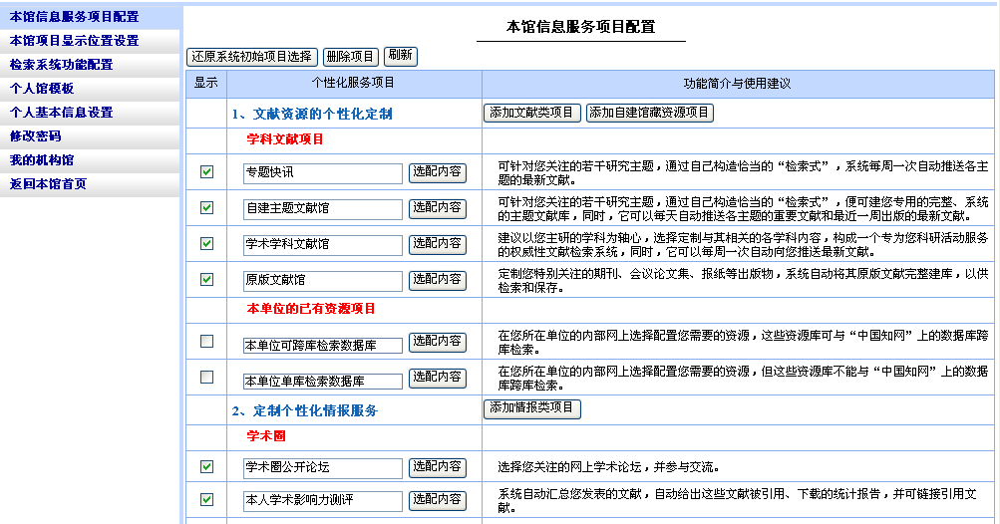 本馆信息服务项目配置
本馆项目显示位置设置
检索系统功能配置
个人馆模板
个人基本信息设置
修改密码
我的机构馆
返回本馆首页
本馆信息服务项目配置
还原系统初始项目选择 删除项目 刷新
显示 个性化服务项目 功能简介与使用建议
1、文献资源的个性化定制 添加文献类项目 添加自建馆藏资源项目
学科文献项目
专题快讯 选配内容 可针对您关注的若干研究主题，通过自己构造恰当的“检索式”，系统每周一次自动推送各主
题的最新文献。
自建主题文献馆 选配内容 可针对您关注的若干研究主题，通过自己构造恰当的“检索式”，便可建您专用的完整、系统
的主题文献库，同时，它可以每天自动推送各主题的重要文献和最近一周出版的最新文献。
学术学科文献馆 选配内容 建议以您主研的学科为轴心，选择定制与其相关的各学科内容，构成一个专为您科研活动服务
的权威性文献检索系统，同时，它可以每周一次自动向您推送最新文献。
原版文献馆 选配内容 定制您特别关注的期刊、会议论文集、报纸等出版物，系统自动将其原版文献完整建库，以供
检索和保存。
本单位的已有资源项目
本单位可跨库检索数据库 选配内容 在您所在单位的内部网上选择配置您需要的资源，这些资源库可与“中国知网”上的数据库跨
库检索。
本单位单库检索数据库 选配内容 在您所在单位的内部网上选择配置您需要的资源，但这些资源库不能与“中国知网”上的数
据库跨库检索。
2、定制个性化情报服务 添加情报类项目
学术圈
学术圈公开论坛 选配内容 选择您关注的网上学术论坛，并参与交流。
本人学术影响力测评 选配内容 系统自动汇总您发表的文献，自动给出这些文献被引用、下载的统计报告，并可链接引用文
献。